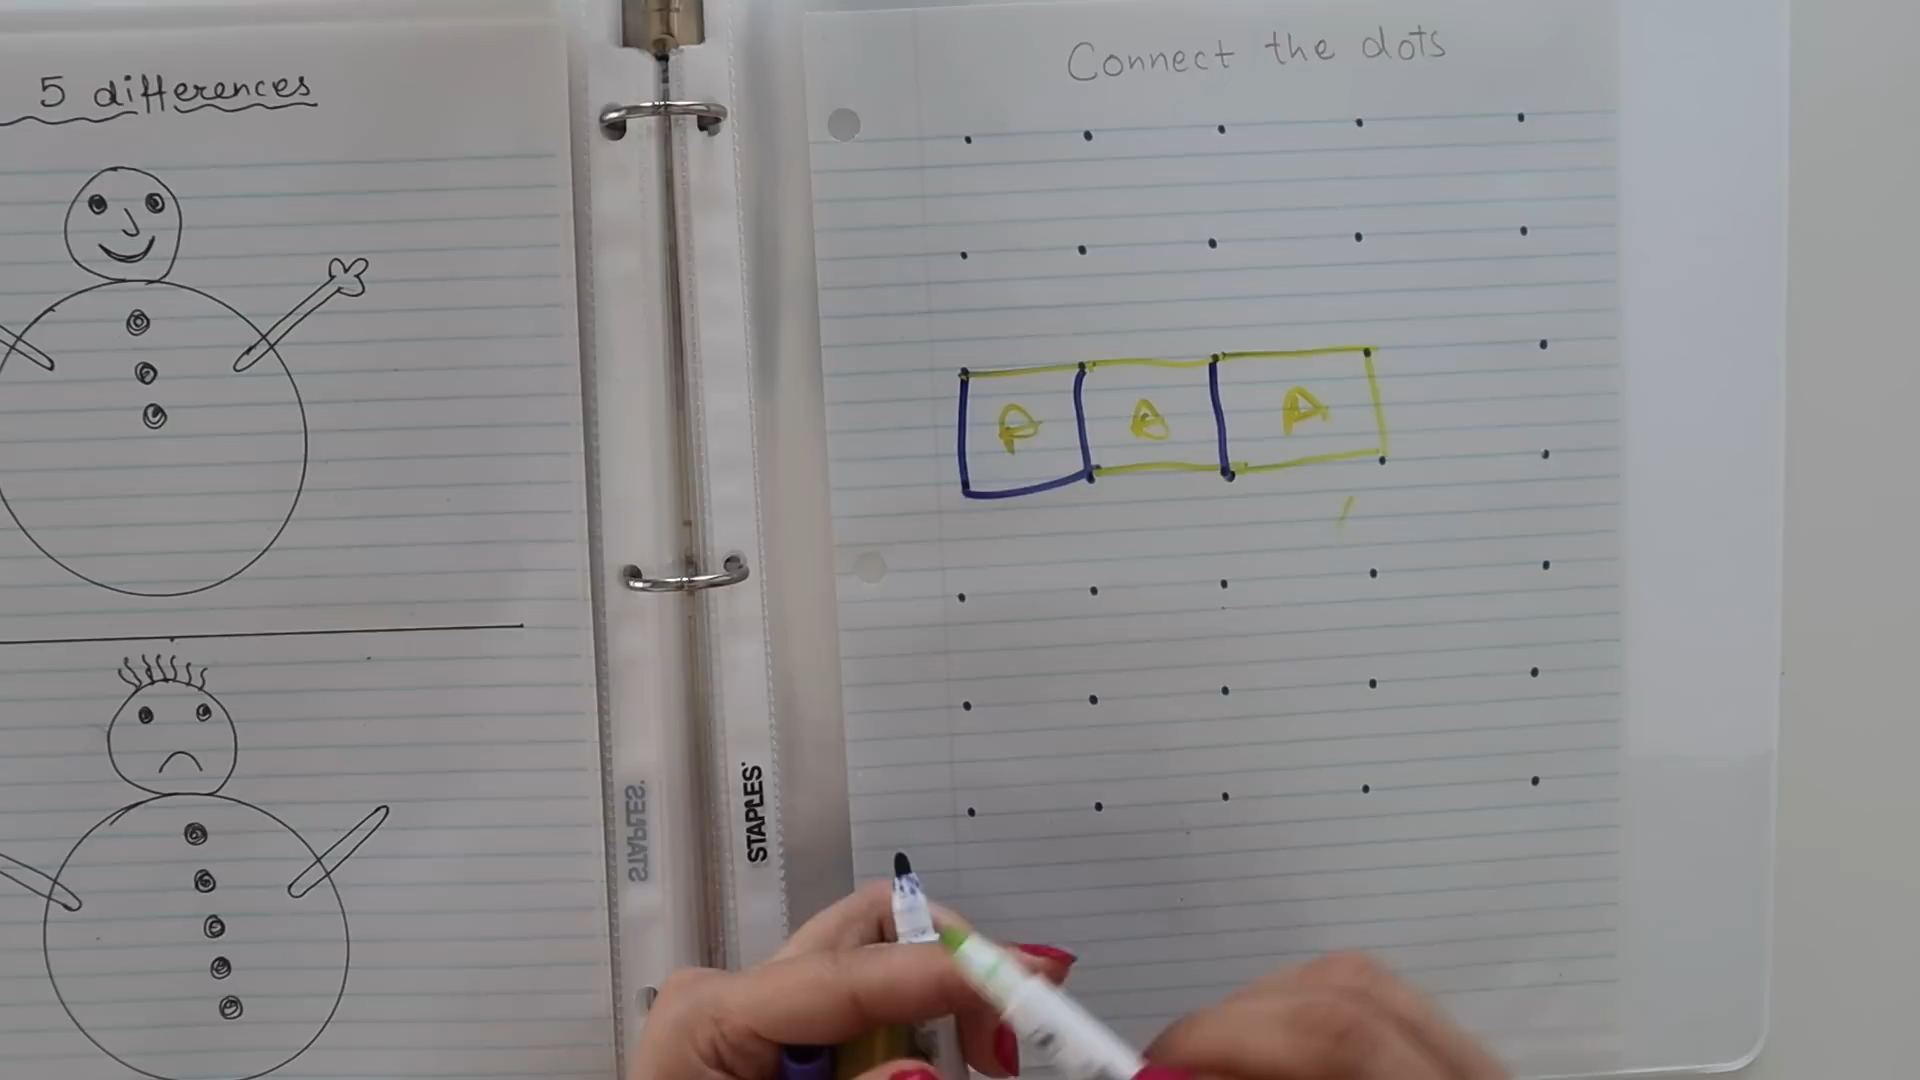 5 differences
Connect the dots
A A A
STAPLES
STAPLES